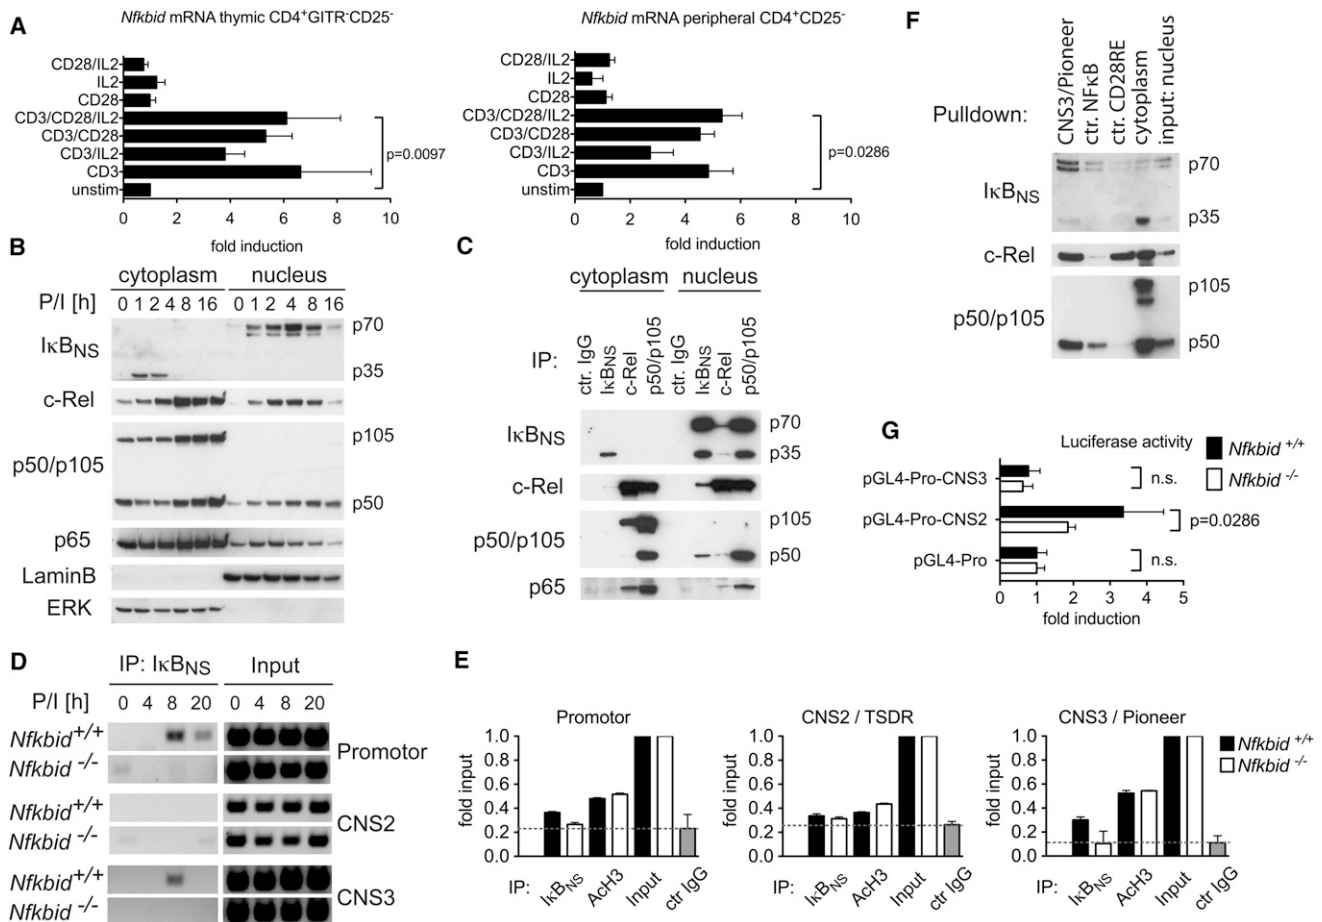 A
Nfkbid mRNA thymic CD4+GITR-CD25-
CD28/IL2
IL2
CD28
CD3/CD28/IL2
CD3/CD28
CD3/IL2
CD3
unstim
p=0.0097
0 2 4 6 8 10
fold induction
Nfkbid mRNA peripheral CD4+CD25-
CD28/IL2
IL2
CD28
CD3/CD28/IL2
CD3/CD28
CD3/IL2
CD3
unstim
p=0.0286
0 2 4 6 8 10
fold induction
B
cytoplasm nucleus
P/I [h] 0 1 2 4 8 16 0 1 2 4 8 16
IκBNS p70
p35
c-Rel
p105
p50/p105
p50
p65
LaminB
ERK
C
cytoplasm nucleus
IP: ctr. IgG IκBNS c-Rel p50/p105 ctr. IgG IκBNS c-Rel p50/p105
IκBNS p70
p35
c-Rel
p50/p105 p105
p50
p65
D
IP: IκBNS Input
P/I [h] 0 4 8 20 0 4 8 20
Nfkbid+/+
Nfkbid -/- Promotor
Nfkbid+/+
Nfkbid -/- CNS2
Nfkbid+/+
Nfkbid -/- CNS3
E
Promotor
fold input
1.0
0.8
0.6
0.4
0.2
0.0
IP: IκBNS AcH3 Input ctr IgG
CNS2 / TSDR
fold input
1.0
0.8
0.6
0.4
0.2
0.0
IP: IκBNS AcH3 Input ctr IgG
CNS3 / Pioneer
fold input
1.0
0.8
0.6
0.4
0.2
0.0
IP: IκBNS AcH3 Input ctr IgG
Nfkbid +/+
Nfkbid -/-
F
Pulldown: CNS3/Pioneer ctr. NFκB ctr. CD28RE cytoplasm input: nucleus
IκBNS p70
p35
c-Rel
p50/p105 p105
p50
G
Luciferase activity
Nfkbid +/+
Nfkbid -/-
pGL4-Pro-CNS3 n.s.
pGL4-Pro-CNS2 p=0.0286
pGL4-Pro n.s.
0 1 2 3 4 5
fold induction